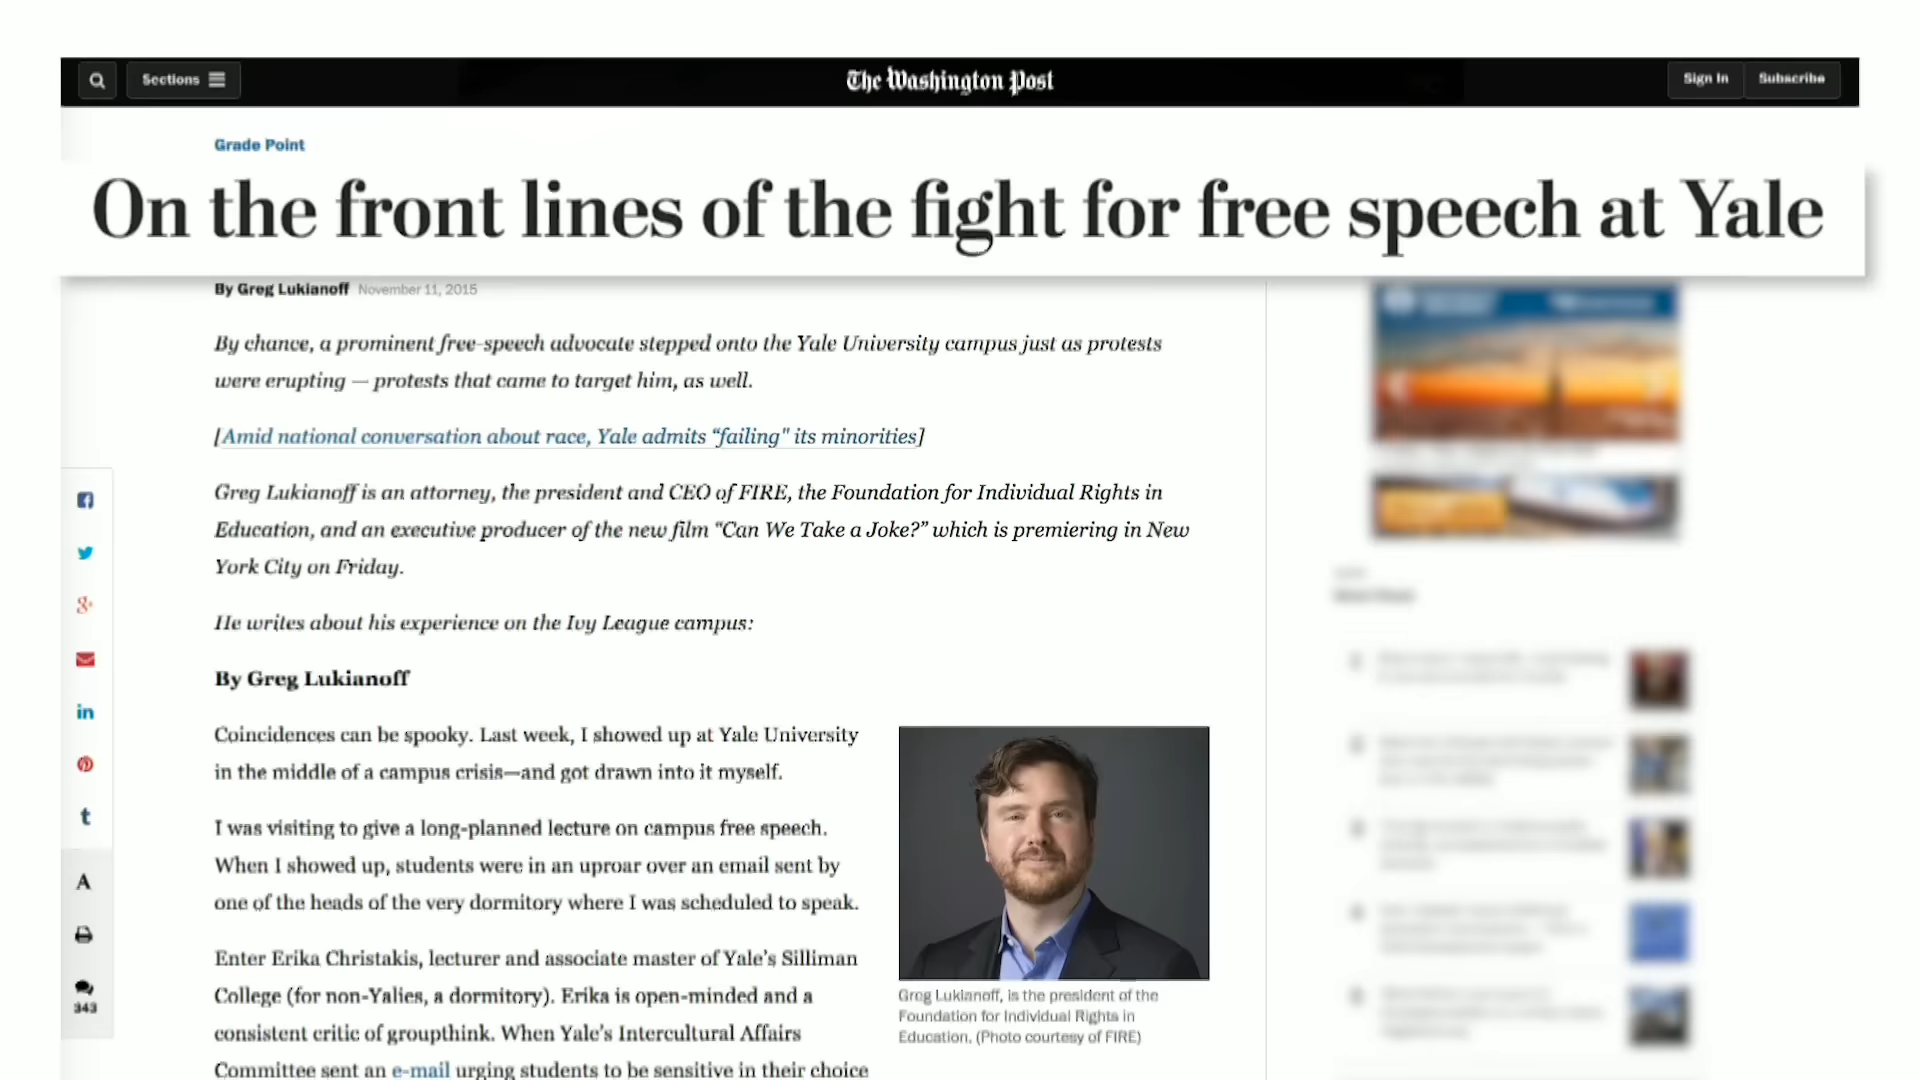 Sections
The Washington Post
Sign In
Subscribe
Grade Point
On the front lines of the fight for free speech at Yale
By Greg Lukianoff November 11, 2015
By chance, a prominent free-speech advocate stepped onto the Yale University campus just as protests
were erupting — protests that came to target him, as well.
[Amid national conversation about race, Yale admits “failing" its minorities]
Greg Lukianoff is an attorney, the president and CEO of FIRE, the Foundation for Individual Rights in
Education, and an executive producer of the new film “Can We Take a Joke?” which is premiering in New
York City on Friday.
He writes about his experience on the Ivy League campus:
By Greg Lukianoff
Coincidences can be spooky. Last week, I showed up at Yale University
in the middle of a campus crisis—and got drawn into it myself.
I was visiting to give a long-planned lecture on campus free speech.
When I showed up, students were in an uproar over an email sent by
one of the heads of the very dormitory where I was scheduled to speak.
Enter Erika Christakis, lecturer and associate master of Yale’s Silliman
College (for non-Yalies, a dormitory). Erika is open-minded and a
consistent critic of groupthink. When Yale’s Intercultural Affairs
Committee sent an e-mail urging students to be sensitive in their choice
Greg Lukianoff, is the president of the
Foundation for Individual Rights in
Education. (Photo courtesy of FIRE)
A
343